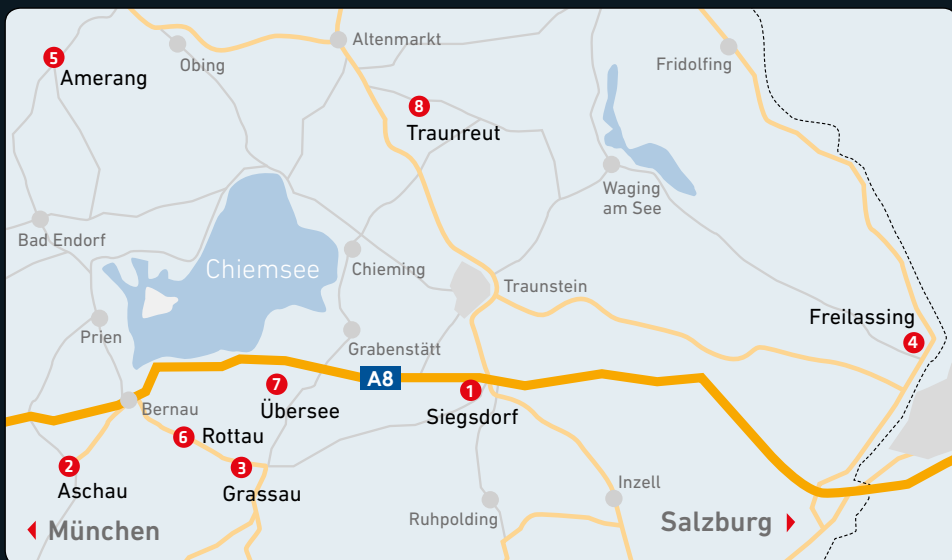 Altenmarkt
5
Obing
Fridolfing
Amerang
8
Traunreut
Waging
am See
Bad Endorf
Chiemsee
Chieming
Traunstein
Freilassing
4
Prien
Grabenstätt
A8
7
1
Übersee
Siegsdorf
Bernau
6 Rottau
2
3
Aschau
Grassau
Inzell
Ruhpolding
München
Salzburg